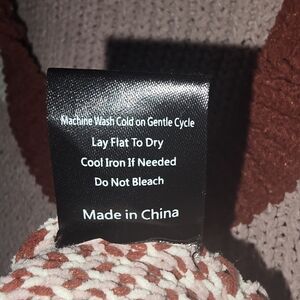 Machine Wash Cold on Gentle Cycle
Lay Flat To Dry
Cool Iron If Needed
Do Not Bleach
Made in China